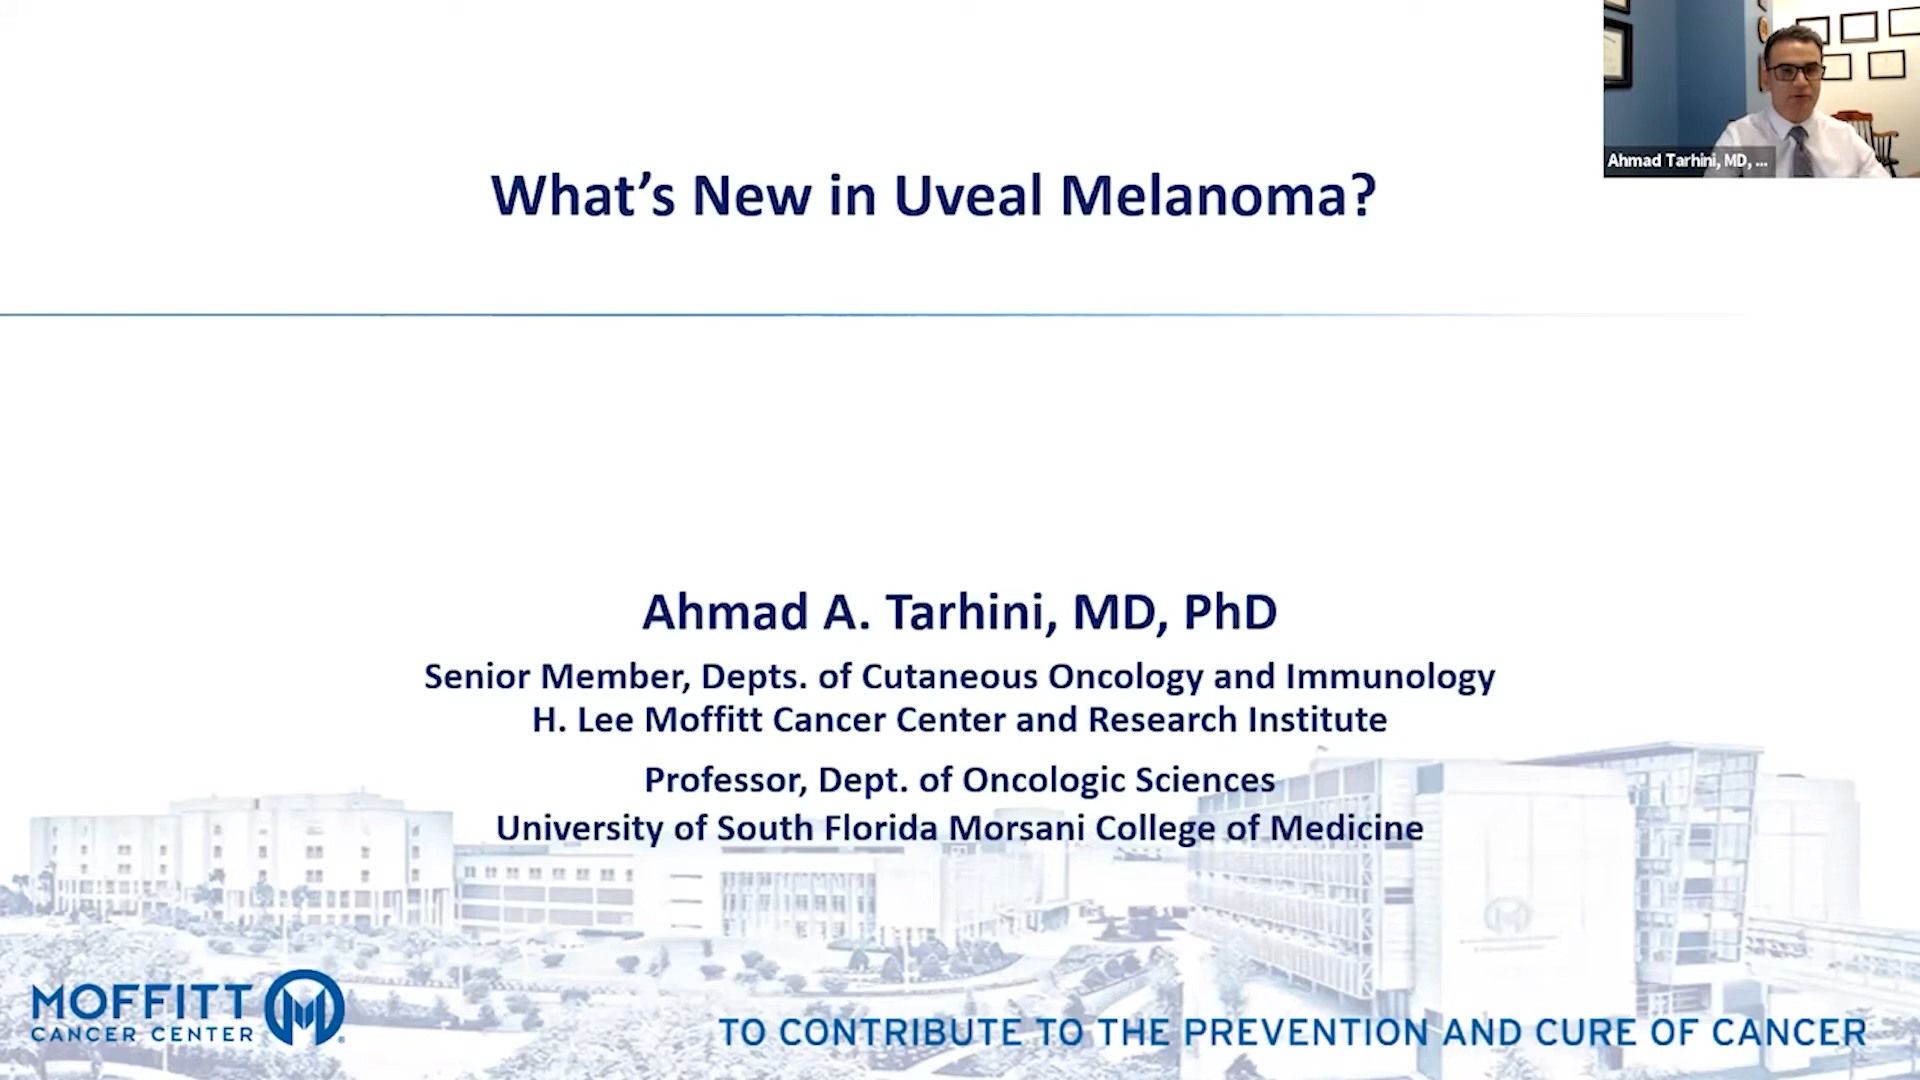 Ahmad Tarhini, MD, ...
What's New in Uveal Melanoma?
Ahmad A. Tarhini, MD, PhD
Senior Member, Depts. of Cutaneous Oncology and Immunology
H. Lee Moffitt Cancer Center and Research Institute
Professor, Dept. of Oncologic Sciences
University of South Florida Morsani College of Medicine
MOFFITT
CANCER CENTER
TO CONTRIBUTE TO THE PREVENTION AND CURE OF CANCER